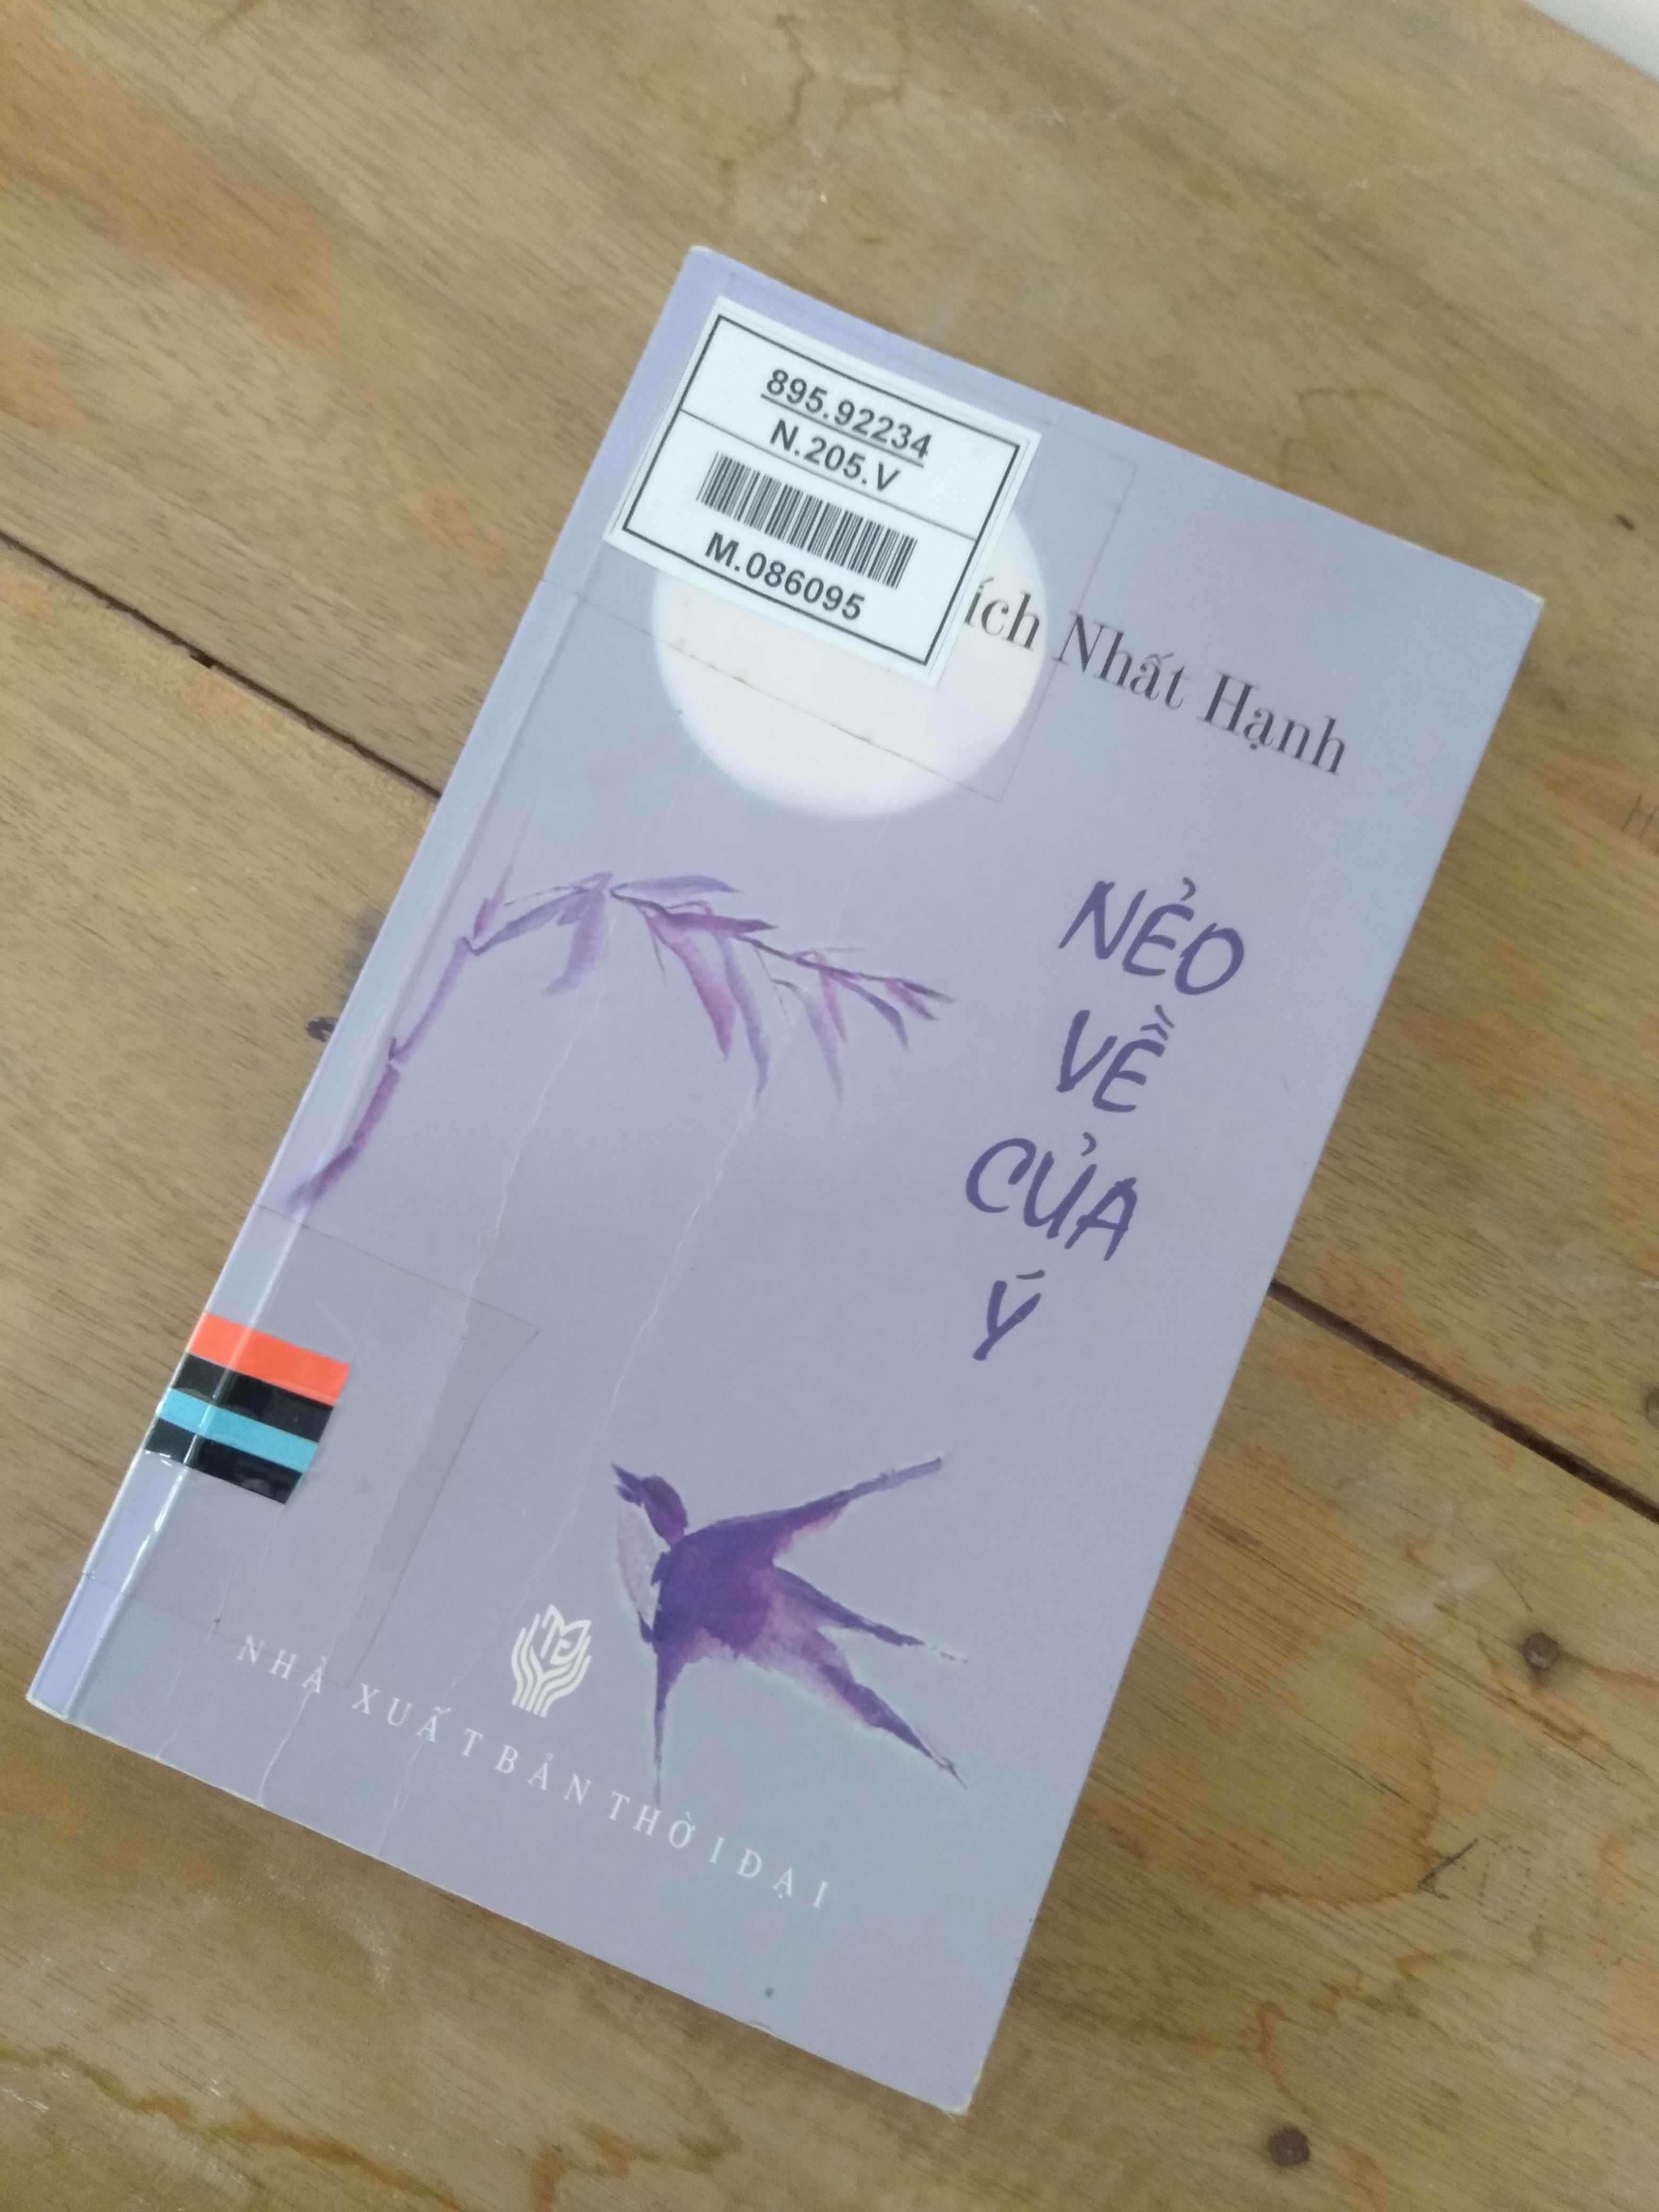 895.92234
N.205.V
M.086095
ích Nhất Hạnh
NẺO
VỀ
CỦA
Ý
NHÀ XUẤT BẢN THỜI ĐẠI